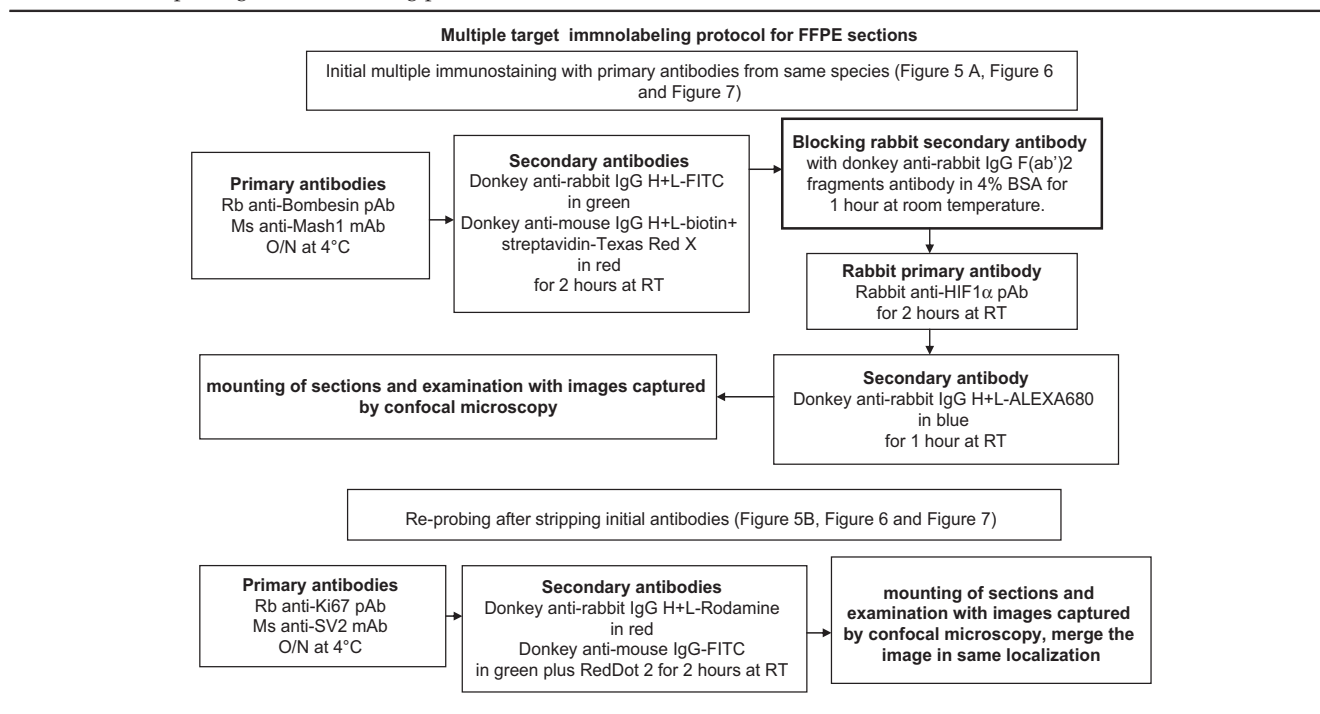 Multiple target immnolabeling protocol for FFPE sections
Initial multiple immunostaining with primary antibodies from same species (Figure 5 A, Figure 6
and Figure 7)
Primary antibodies
Rb anti-Bombesin pAb
Ms anti-Mash1 mAb
O/N at 4°C
Secondary antibodies
Donkey anti-rabbit IgG H+L-FITC
in green
Donkey anti-mouse IgG H+L-biotin+
streptavidin-Texas Red X
in red
for 2 hours at RT
Blocking rabbit secondary antibody
with donkey anti-rabbit IgG F(ab’)2
fragments antibody in 4% BSA for
1 hour at room temperature.
Rabbit primary antibody
Rabbit anti-HIF1α pAb
for 2 hours at RT
Secondary antibody
Donkey anti-rabbit IgG H+L-ALEXA680
in blue
for 1 hour at RT
mounting of sections and examination with images captured
by confocal microscopy
Re-probing after stripping initial antibodies (Figure 5B, Figure 6 and Figure 7)
Primary antibodies
Rb anti-Ki67 pAb
Ms anti-SV2 mAb
O/N at 4°C
Secondary antibodies
Donkey anti-rabbit IgG H+L-Rodamine
in red
Donkey anti-mouse IgG-FITC
in green plus RedDot 2 for 2 hours at RT
mounting of sections and
examination with images captured
by confocal microscopy, merge the
image in same localization